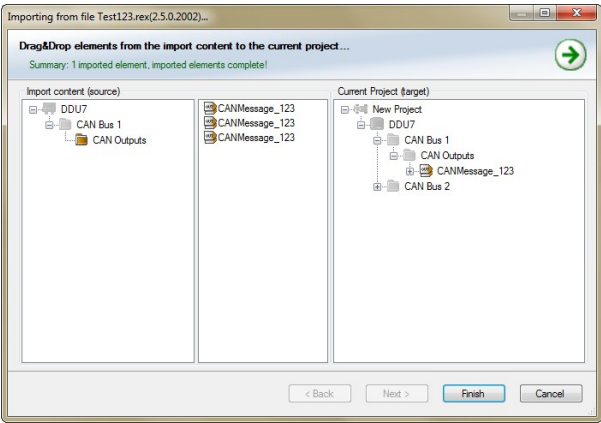 Importing from file Test123.rex(2.5.0.2002)...
Drag&Drop elements from the import content to the current project...
Summary: 1 imported element, imported elements complete!
Import content (source)
DDU7
CAN Bus 1
CAN Outputs
CANMessage_123
CANMessage_123
CANMessage_123
Current Project (target)
New Project
DDU7
CAN Bus 1
CAN Outputs
CANMessage_123
CAN Bus 2
< Back
Next >
Finish
Cancel